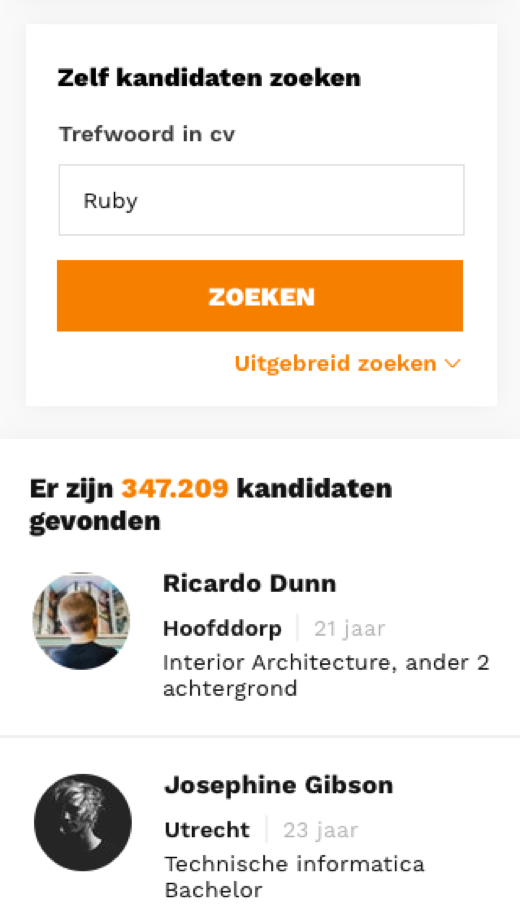 Zelf kandidaten zoeken
Trefwoord in cv
Ruby
ZOEKEN
Uitgebreid zoeken
Er zijn 347.209 kandidaten
gevonden
Ricardo Dunn
Hoofddorp 21 jaar
Interior Architecture, ander 2
achtergrond
Josephine Gibson
Utrecht 23 jaar
Technische informatica
Bachelor